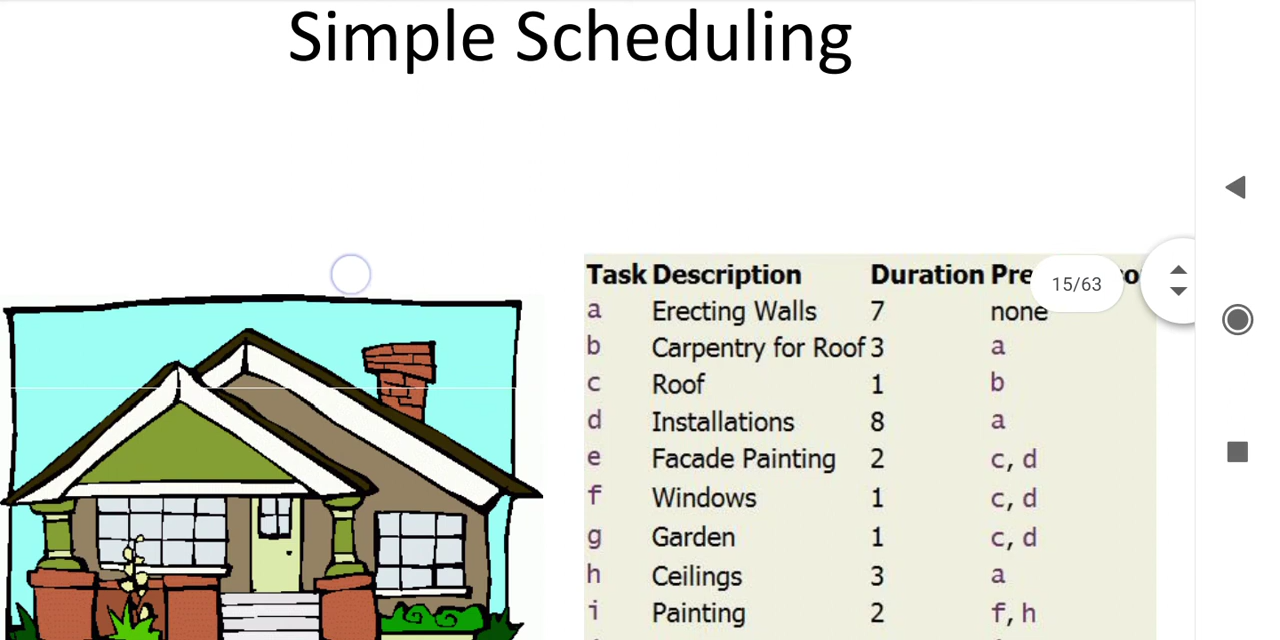 Simple Scheduling
Task Description Duration
15/63
a Erecting Walls 7 none
b Carpentry for Roof 3 a
c Roof 1 b
d Installations 8 a
e Facade Painting 2 c, d
f Windows 1 c, d
g Garden 1 c, d
h Ceilings 3 a
i Painting 2 f, h